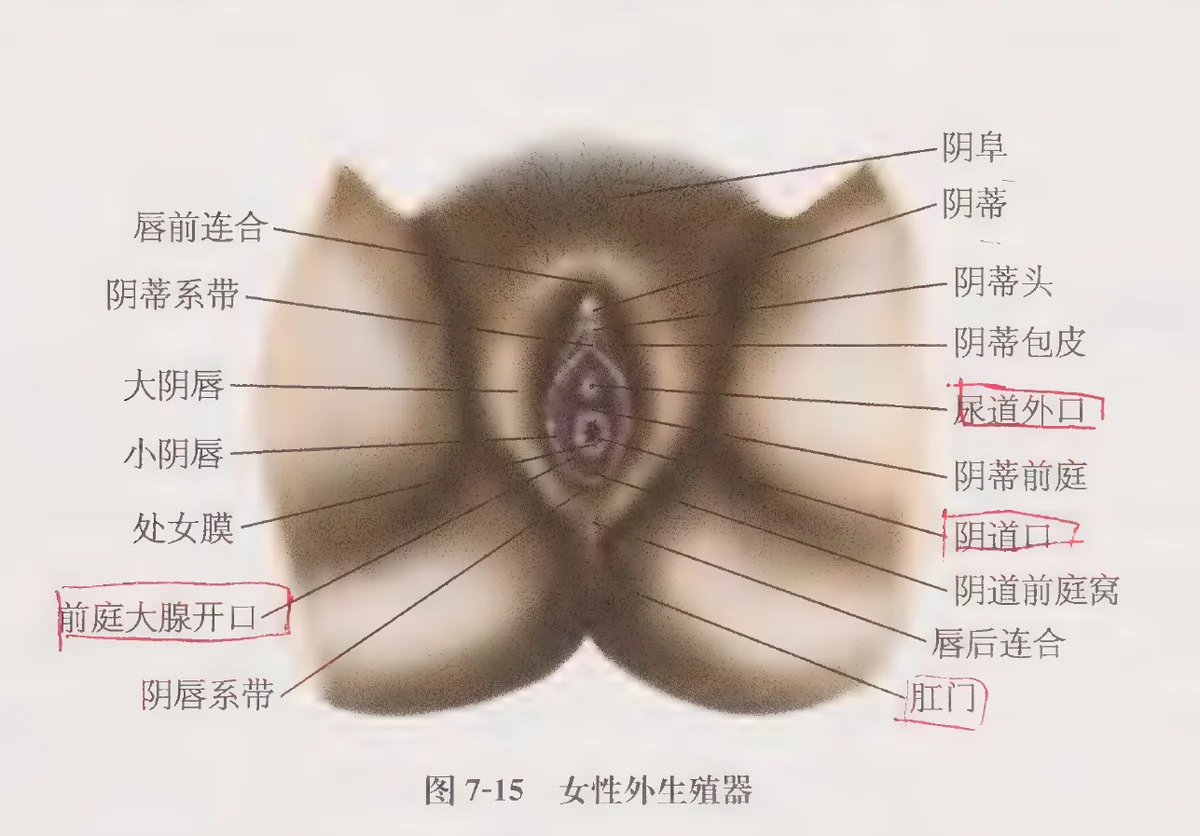 唇前连合
阴蒂系带
大阴唇
小阴唇
处女膜
前庭大腺开口
阴唇系带
阴阜
阴蒂
阴蒂头
阴蒂包皮
尿道外口
阴蒂前庭
阴道口
阴道前庭窝
唇后连合
肛门
图 7-15 女性外生殖器